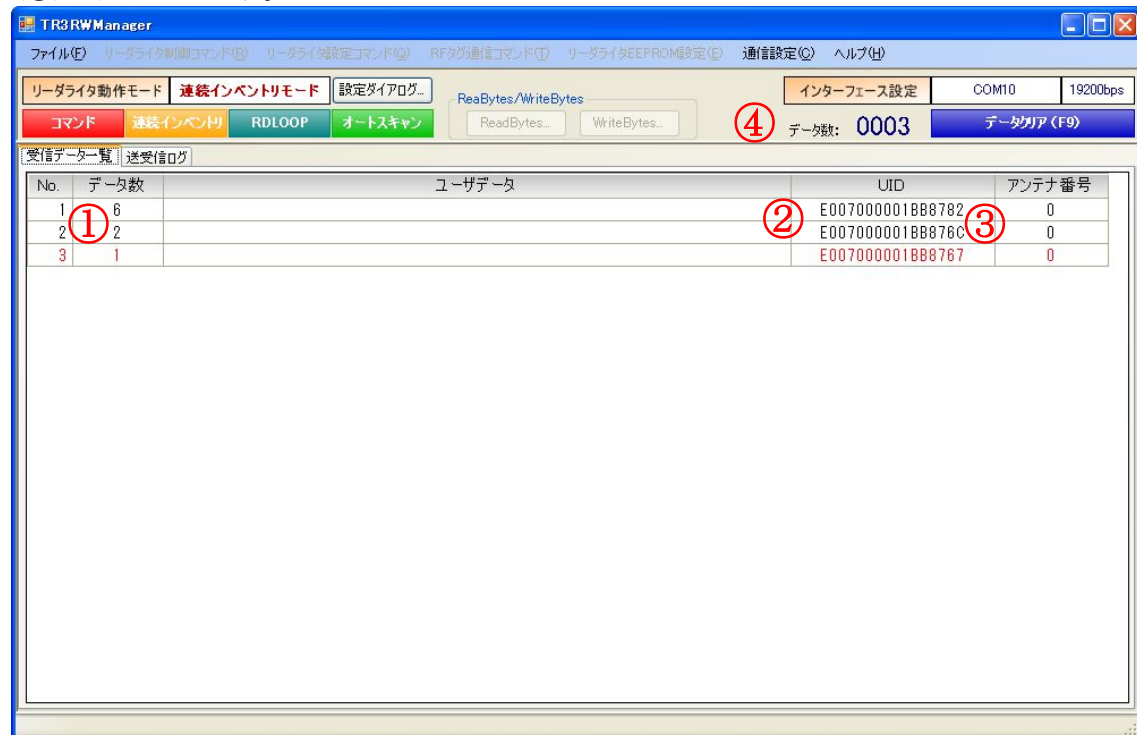 TR3RWManager
ファイル(F) リーダライタ制御コマンド(R) リーダライタ設定コマンド(Q) RFタグ通信コマンド(T) リーダライタEEPROM設定(E) 通信設定(C) ヘルプ(H)
リーダライタ動作モード 連続インベントリモード 設定ダイアログ... ReaBytes/WriteBytes インターフェース設定 COM10 19200bps
コマンド 連続インベントリ RDLOOP オートスキャン ReadBytes... WriteBytes... ④ データ数: 0003 データクリア(F9)
受信データ一覧 送受信ログ
No. データ数 ユーザデータ UID アンテナ番号
1 6 E007000001BB8782 0
① ② ③
2 2 E007000001BB876C 0
3 1 E007000001BB8767 0